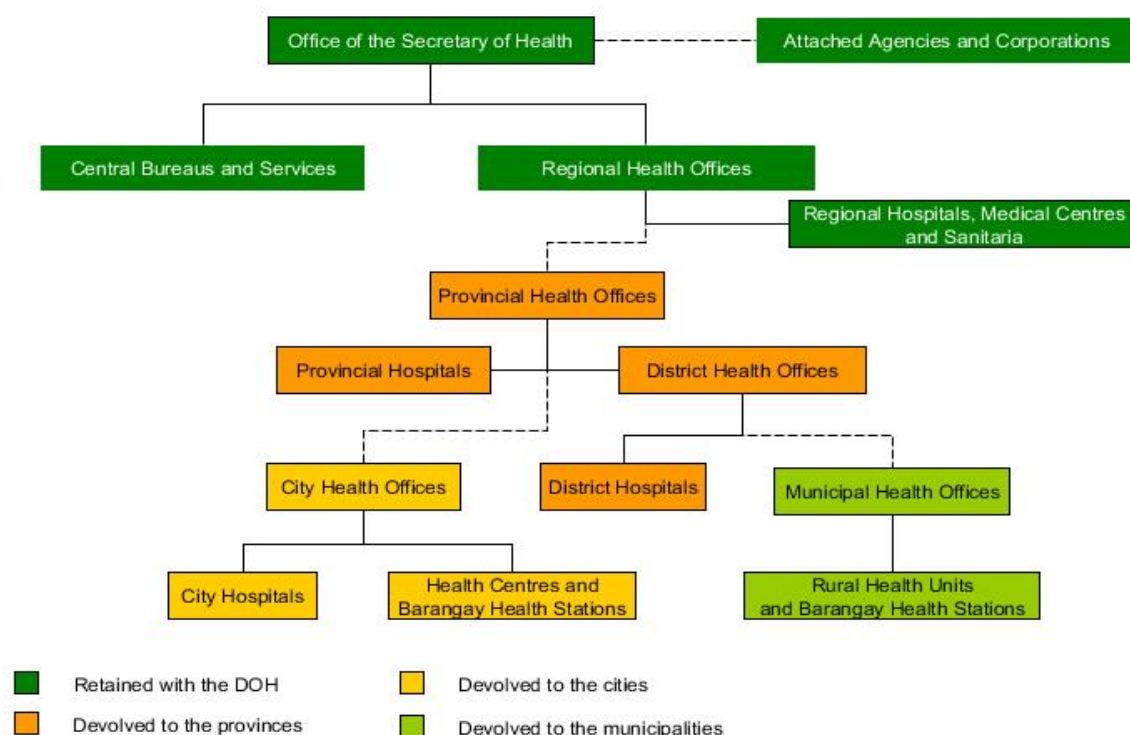 Office of the Secretary of Health
Attached Agencies and Corporations
Central Bureaus and Services
Regional Health Offices
Regional Hospitals, Medical Centres
and Sanitaria
Provincial Health Offices
Provincial Hospitals
District Health Offices
City Health Offices
District Hospitals
Municipal Health Offices
City Hospitals
Health Centres and
Barangay Health Stations
Rural Health Units
and Barangay Health Stations
Retained with the DOH
Devolved to the cities
Devolved to the provinces
Devolved to the municipalities